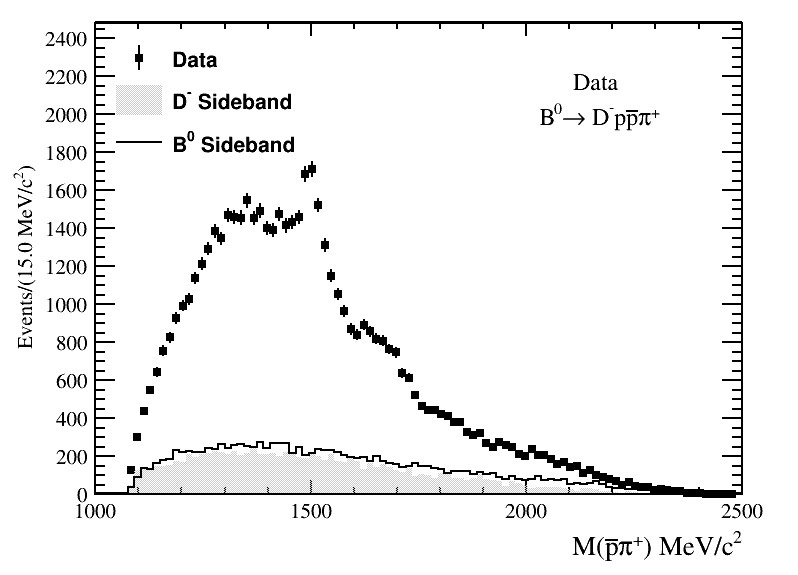 2400
2200
2000
1800
1600
1400
1200
1000
800
600
400
200
0
Events/(15.0 MeV/c²)
Data
D⁻ Sideband
B⁰ Sideband
Data
B⁰→ D⁻pp̅π⁺
1000 1500 2000 2500
M(p̅π⁺) MeV/c²